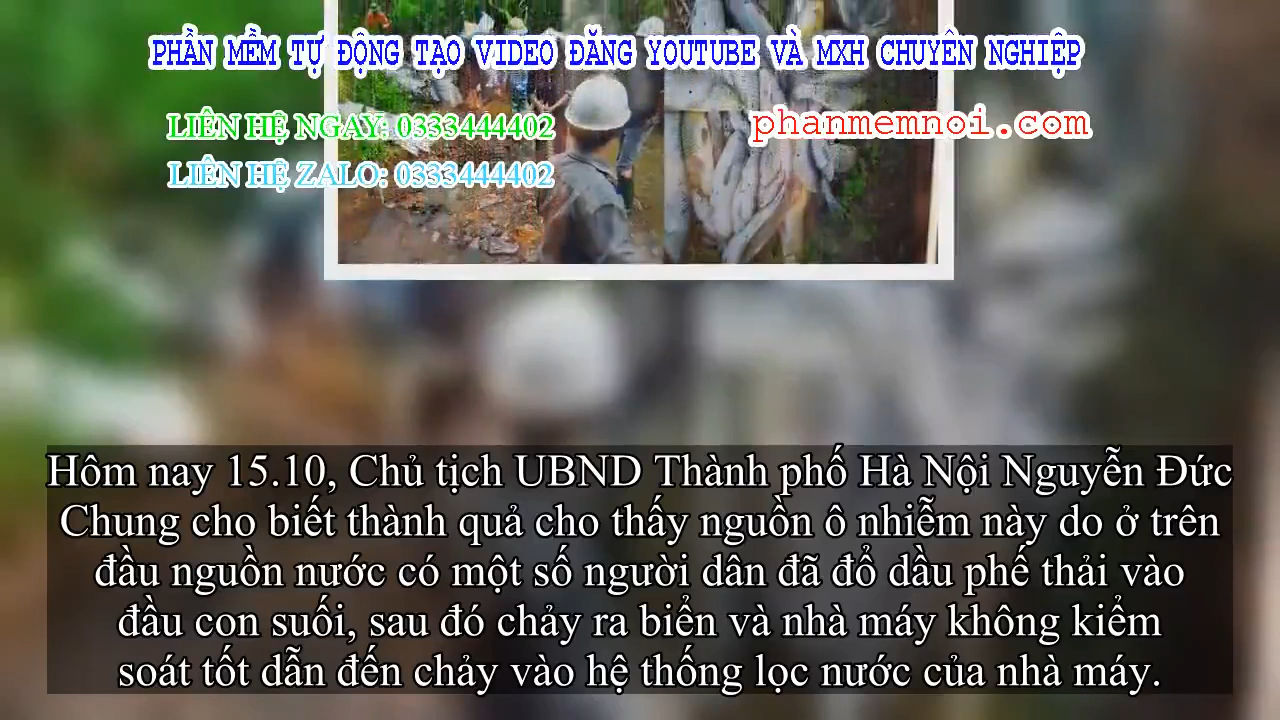 PHẦN MỀM TỰ ĐỘNG TẠO VIDEO ĐĂNG YOUTUBE VÀ MXH CHUYÊN NGHIỆP
LIÊN HỆ NGAY: 0333444402
phanmemnoi.com
LIÊN HỆ ZALO: 0333444402
Hôm nay 15.10, Chủ tịch UBND Thành phố Hà Nội Nguyễn Đức
Chung cho biết thành quả cho thấy nguồn ô nhiễm này do ở trên
đầu nguồn nước có một số người dân đã đổ dầu phế thải vào
đầu con suối, sau đó chảy ra biển và nhà máy không kiểm
soát tốt dẫn đến chảy vào hệ thống lọc nước của nhà máy.